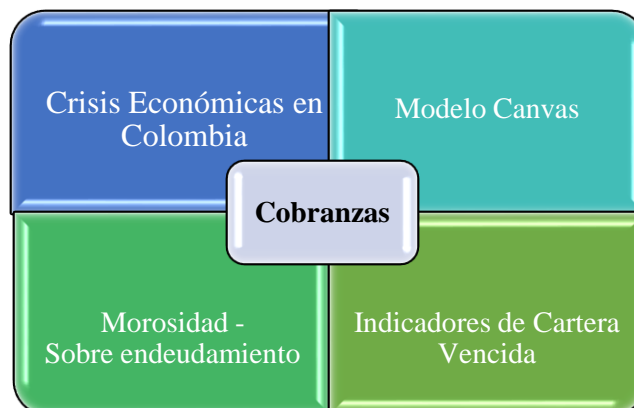 Crisis Económicas en
Colombia
Modelo Canvas
Cobranzas
Morosidad -
Sobre endeudamiento
Indicadores de Cartera
Vencida